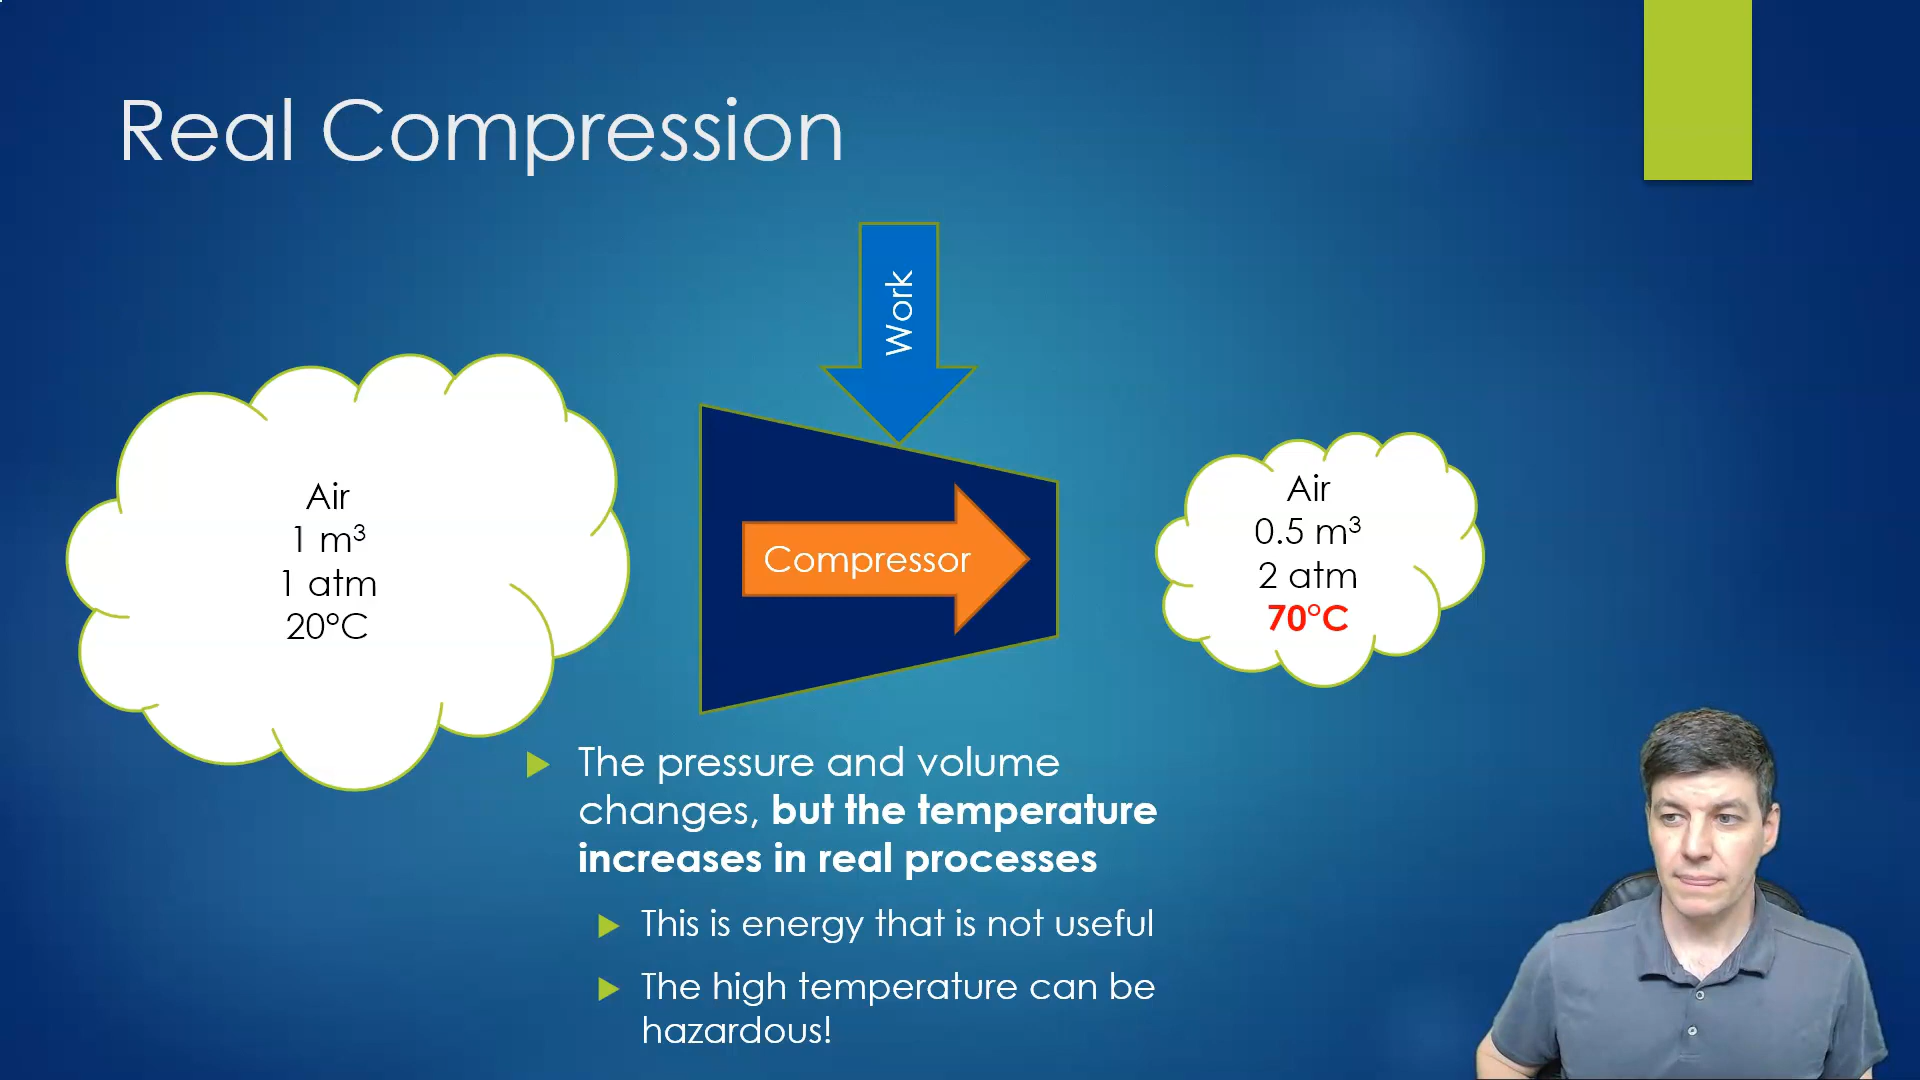 Real Compression
Work
Air
1 m³
1 atm
20°C
Compressor
Air
0.5 m³
2 atm
70°C
The pressure and volume
changes, but the temperature
increases in real processes
This is energy that is not useful
The high temperature can be
hazardous!